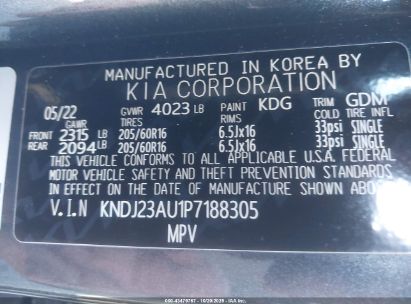 MANUFACTURED IN KOREA BY
KIA CORPORATION
05/22 GVWR 4023 LB PAINT KDG TRIM GDM
GAWR TIRES RIMS COLD TIRE INFL
FRONT 2315 LB 205/60R16 6.5Jx16 33psi SINGLE
REAR 2094 LB 205/60R16 6.5Jx16 33psi SINGLE
THIS VEHICLE CONFORMS TO ALL APPLICABLE U.S.A. FEDERAL
MOTOR VEHICLE SAFETY AND THEFT PREVENTION STANDARDS
IN EFFECT ON THE DATE OF MANUFACTURE SHOWN ABOVE.
V.I.N KNDJ23AU1P7188305
MPV